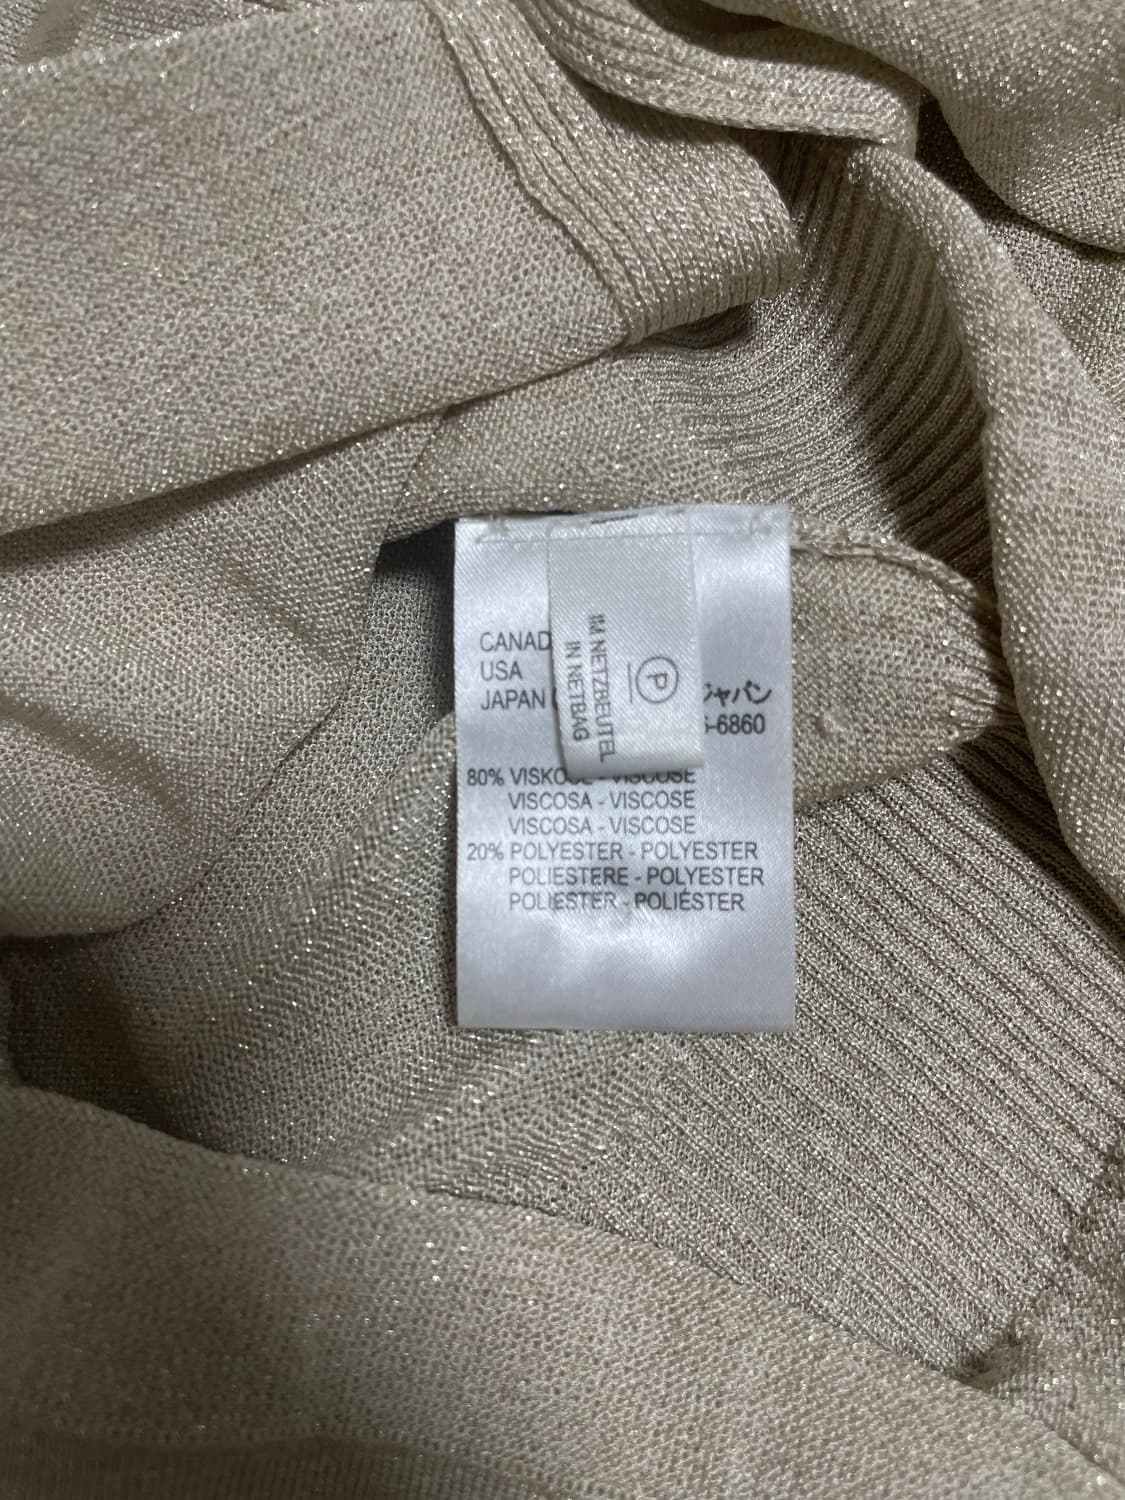 CANAD
USA
JAPAN
ジャパン
-6860
P
IM NETZBEUTEL
IN NETBAG
80% VISKOSE - VISCOSE
VISCOSA - VISCOSE
VISCOSA - VISCOSE
20% POLYESTER - POLYESTER
POLIESTERE - POLYESTER
POLIESTER - POLIÉSTER